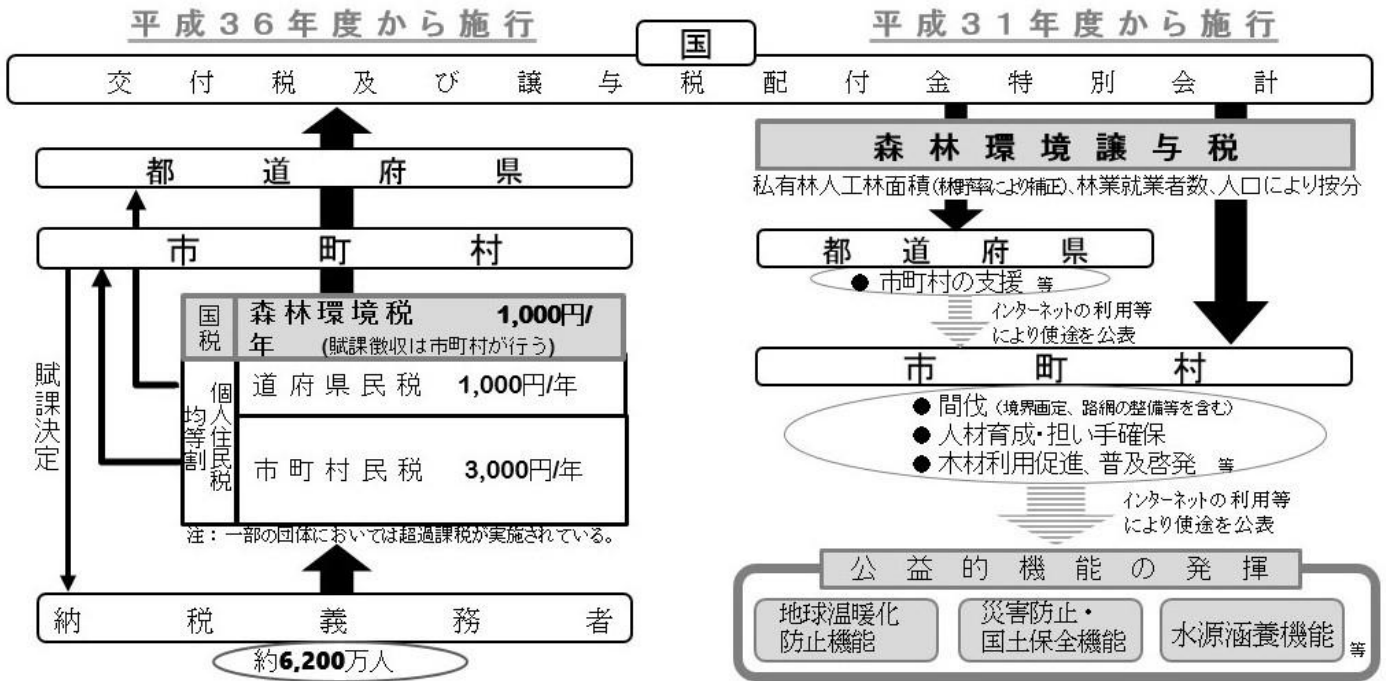 平成36年度から施行
平成31年度から施行
国
交付税及び譲与税配付金特別会計
都道府県
市町村
国税
森林環境税 1,000円/
年 (賦課徴収は市町村が行う)
個人住民税
均等割
道府県民税 1,000円/年
市町村民税 3,000円/年
注：一部の団体においては超過課税が実施されている。
賦課決定
納税義務者
約6,200万人
森林環境譲与税
私有林人工林面積(林野率により補正)、林業就業者数、人口により按分
都道府県
● 市町村の支援 等
インターネットの利用等
により使途を公表
市町村
● 間伐（境界画定、路網の整備等を含む）
● 人材育成・担い手確保
● 木材利用促進、普及啓発 等
インターネットの利用等
により使途を公表
公益的機能の発揮
地球温暖化
防止機能
災害防止・
国土保全機能
水源涵養機能
等